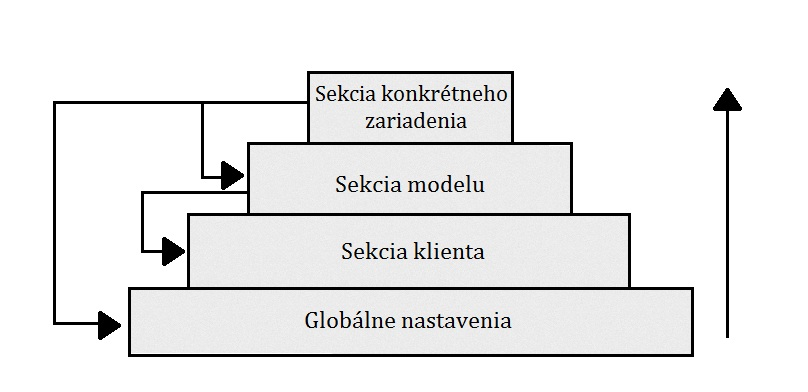 Sekcia konkrétneho
zariadenia
Sekcia modelu
Sekcia klienta
Globálne nastavenia